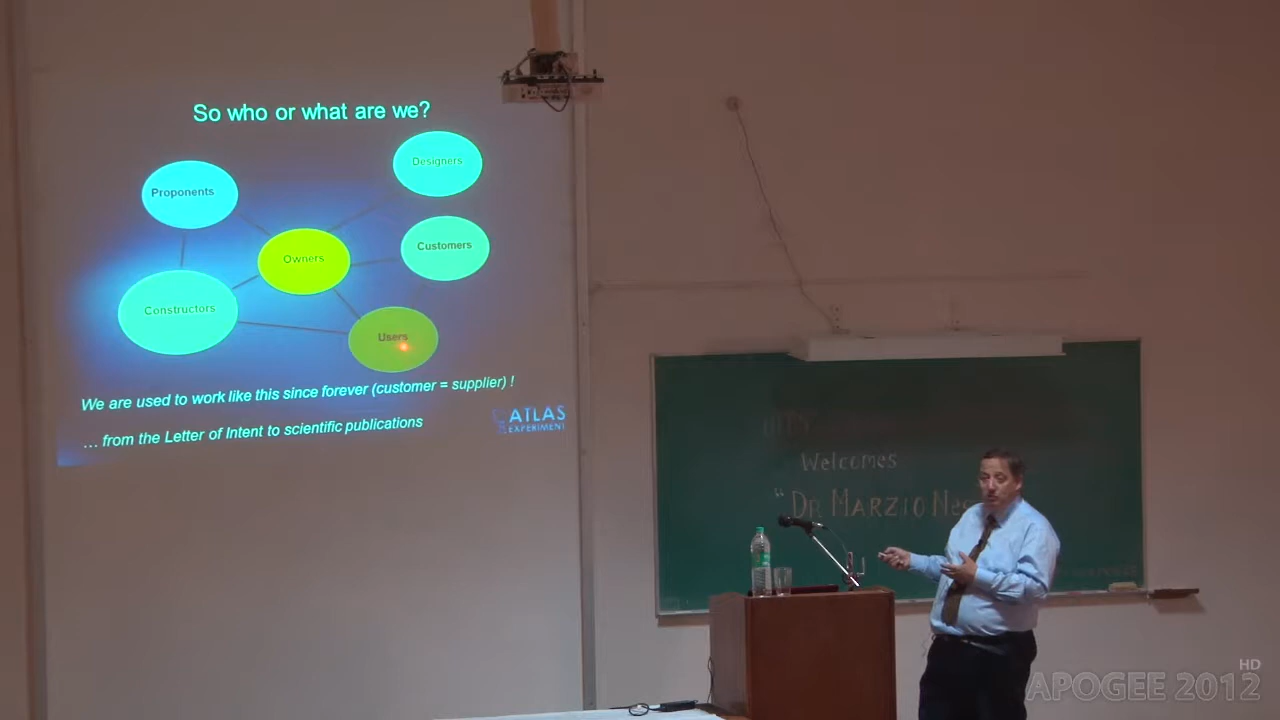 So who or what are we?
Designers
Proponents
Customers
Owners
Constructors
Users
We are used to work like this since forever (customer = supplier) !
... from the Letter of Intent to scientific publications
ATLAS
EXPERIMENT
Welcomes
"DR MARZIO
HD
APOGEE 2012